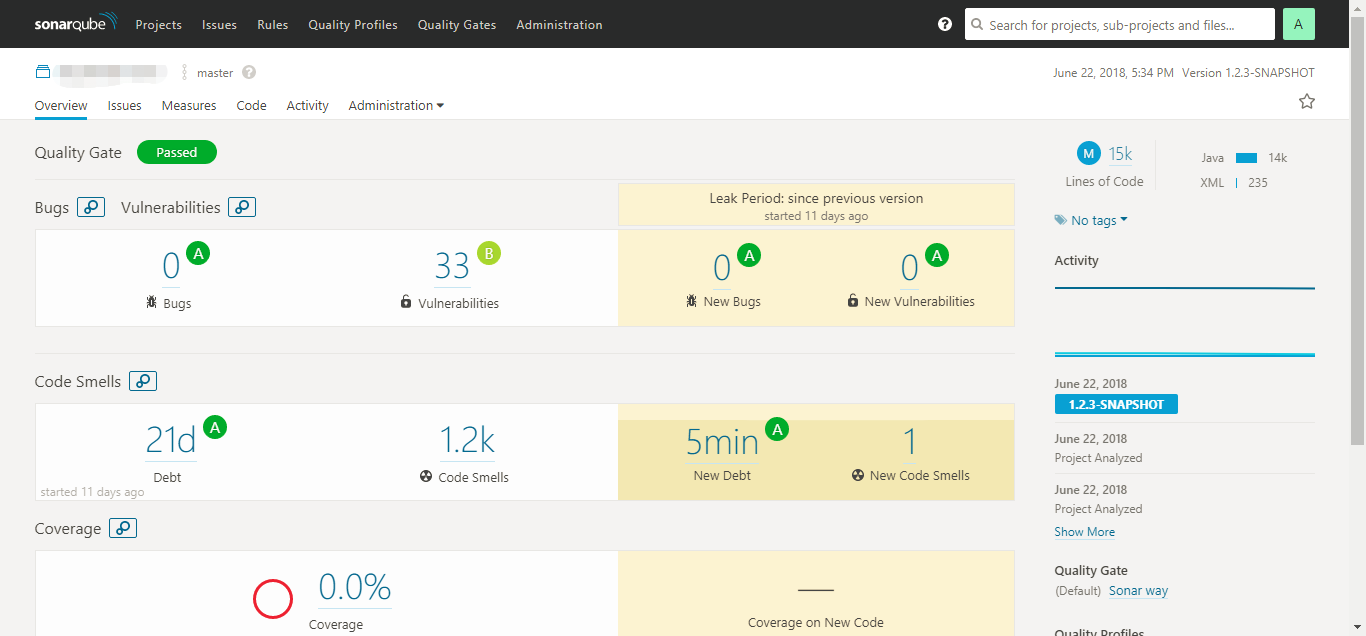 sonarqube Projects Issues Rules Quality Profiles Quality Gates Administration ? Search for projects, sub-projects and files... A
master ? June 22, 2018, 5:34 PM Version 1.2.3-SNAPSHOT
Overview Issues Measures Code Activity Administration
Quality Gate Passed
Bugs Vulnerabilities
Leak Period: since previous version
started 11 days ago
0 A
Bugs
33 B
Vulnerabilities
0 A
New Bugs
0 A
New Vulnerabilities
Code Smells
21d A
Debt
started 11 days ago
1.2k
Code Smells
5min A
New Debt
1
New Code Smells
Coverage
0.0%
Coverage
Coverage on New Code
M 15k
Lines of Code
Java 14k
XML 235
No tags
Activity
June 22, 2018
1.2.3-SNAPSHOT
June 22, 2018
Project Analyzed
June 22, 2018
Project Analyzed
Show More
Quality Gate
(Default) Sonar way
Quality Profiles